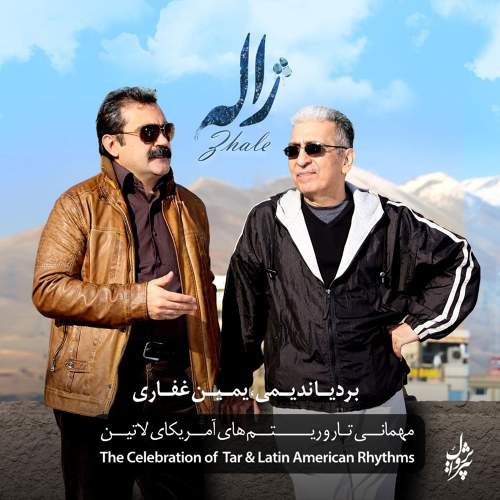 ژاله
Zhale
بردیا ندیمی، یمین غفاری
مهمانی تار و ریتم‌های آمریکای لاتین
The Celebration of Tar & Latin American Rhythms